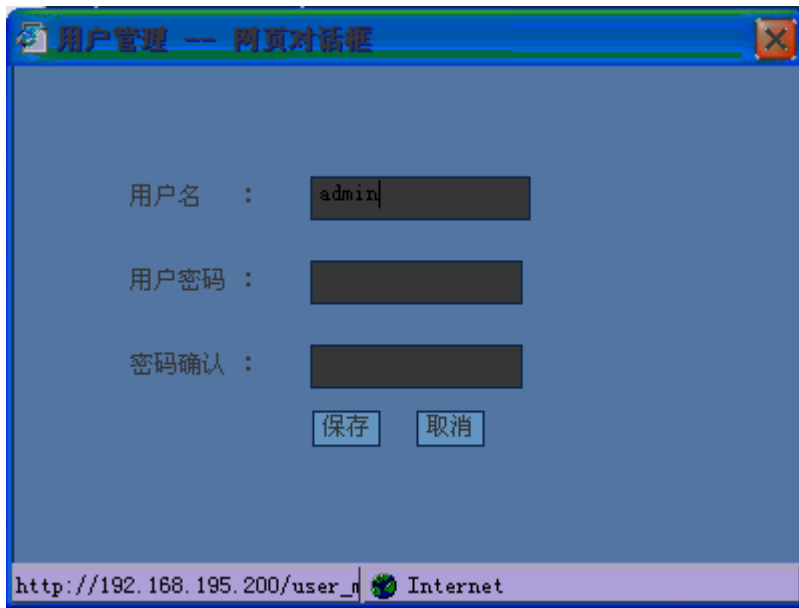 用户管理 -- 网页对话框
用户名 : admin
用户密码 :
密码确认 :
保存 取消
http://192.168.195.200/user_m Internet